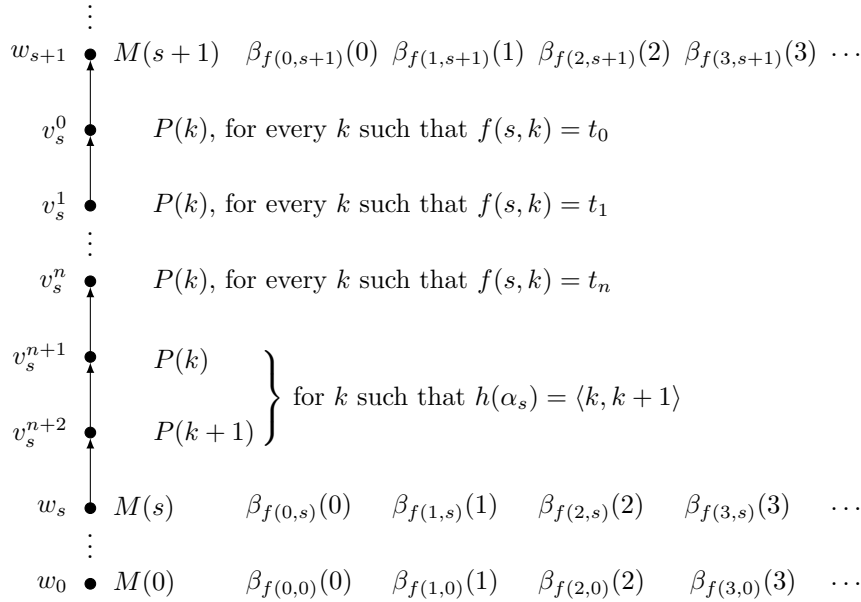 ⋮
w_{s+1} M(s + 1) β_{f(0,s+1)}(0) β_{f(1,s+1)}(1) β_{f(2,s+1)}(2) β_{f(3,s+1)}(3) ⋯
v_s^0 P(k), for every k such that f(s, k) = t_0
v_s^1 P(k), for every k such that f(s, k) = t_1
⋮
v_s^n P(k), for every k such that f(s, k) = t_n
v_s^{n+1} P(k)
for k such that h(α_s) = ⟨k, k + 1⟩
v_s^{n+2} P(k + 1)
w_s M(s) β_{f(0,s)}(0) β_{f(1,s)}(1) β_{f(2,s)}(2) β_{f(3,s)}(3) ⋯
⋮
w_0 M(0) β_{f(0,0)}(0) β_{f(1,0)}(1) β_{f(2,0)}(2) β_{f(3,0)}(3) ⋯